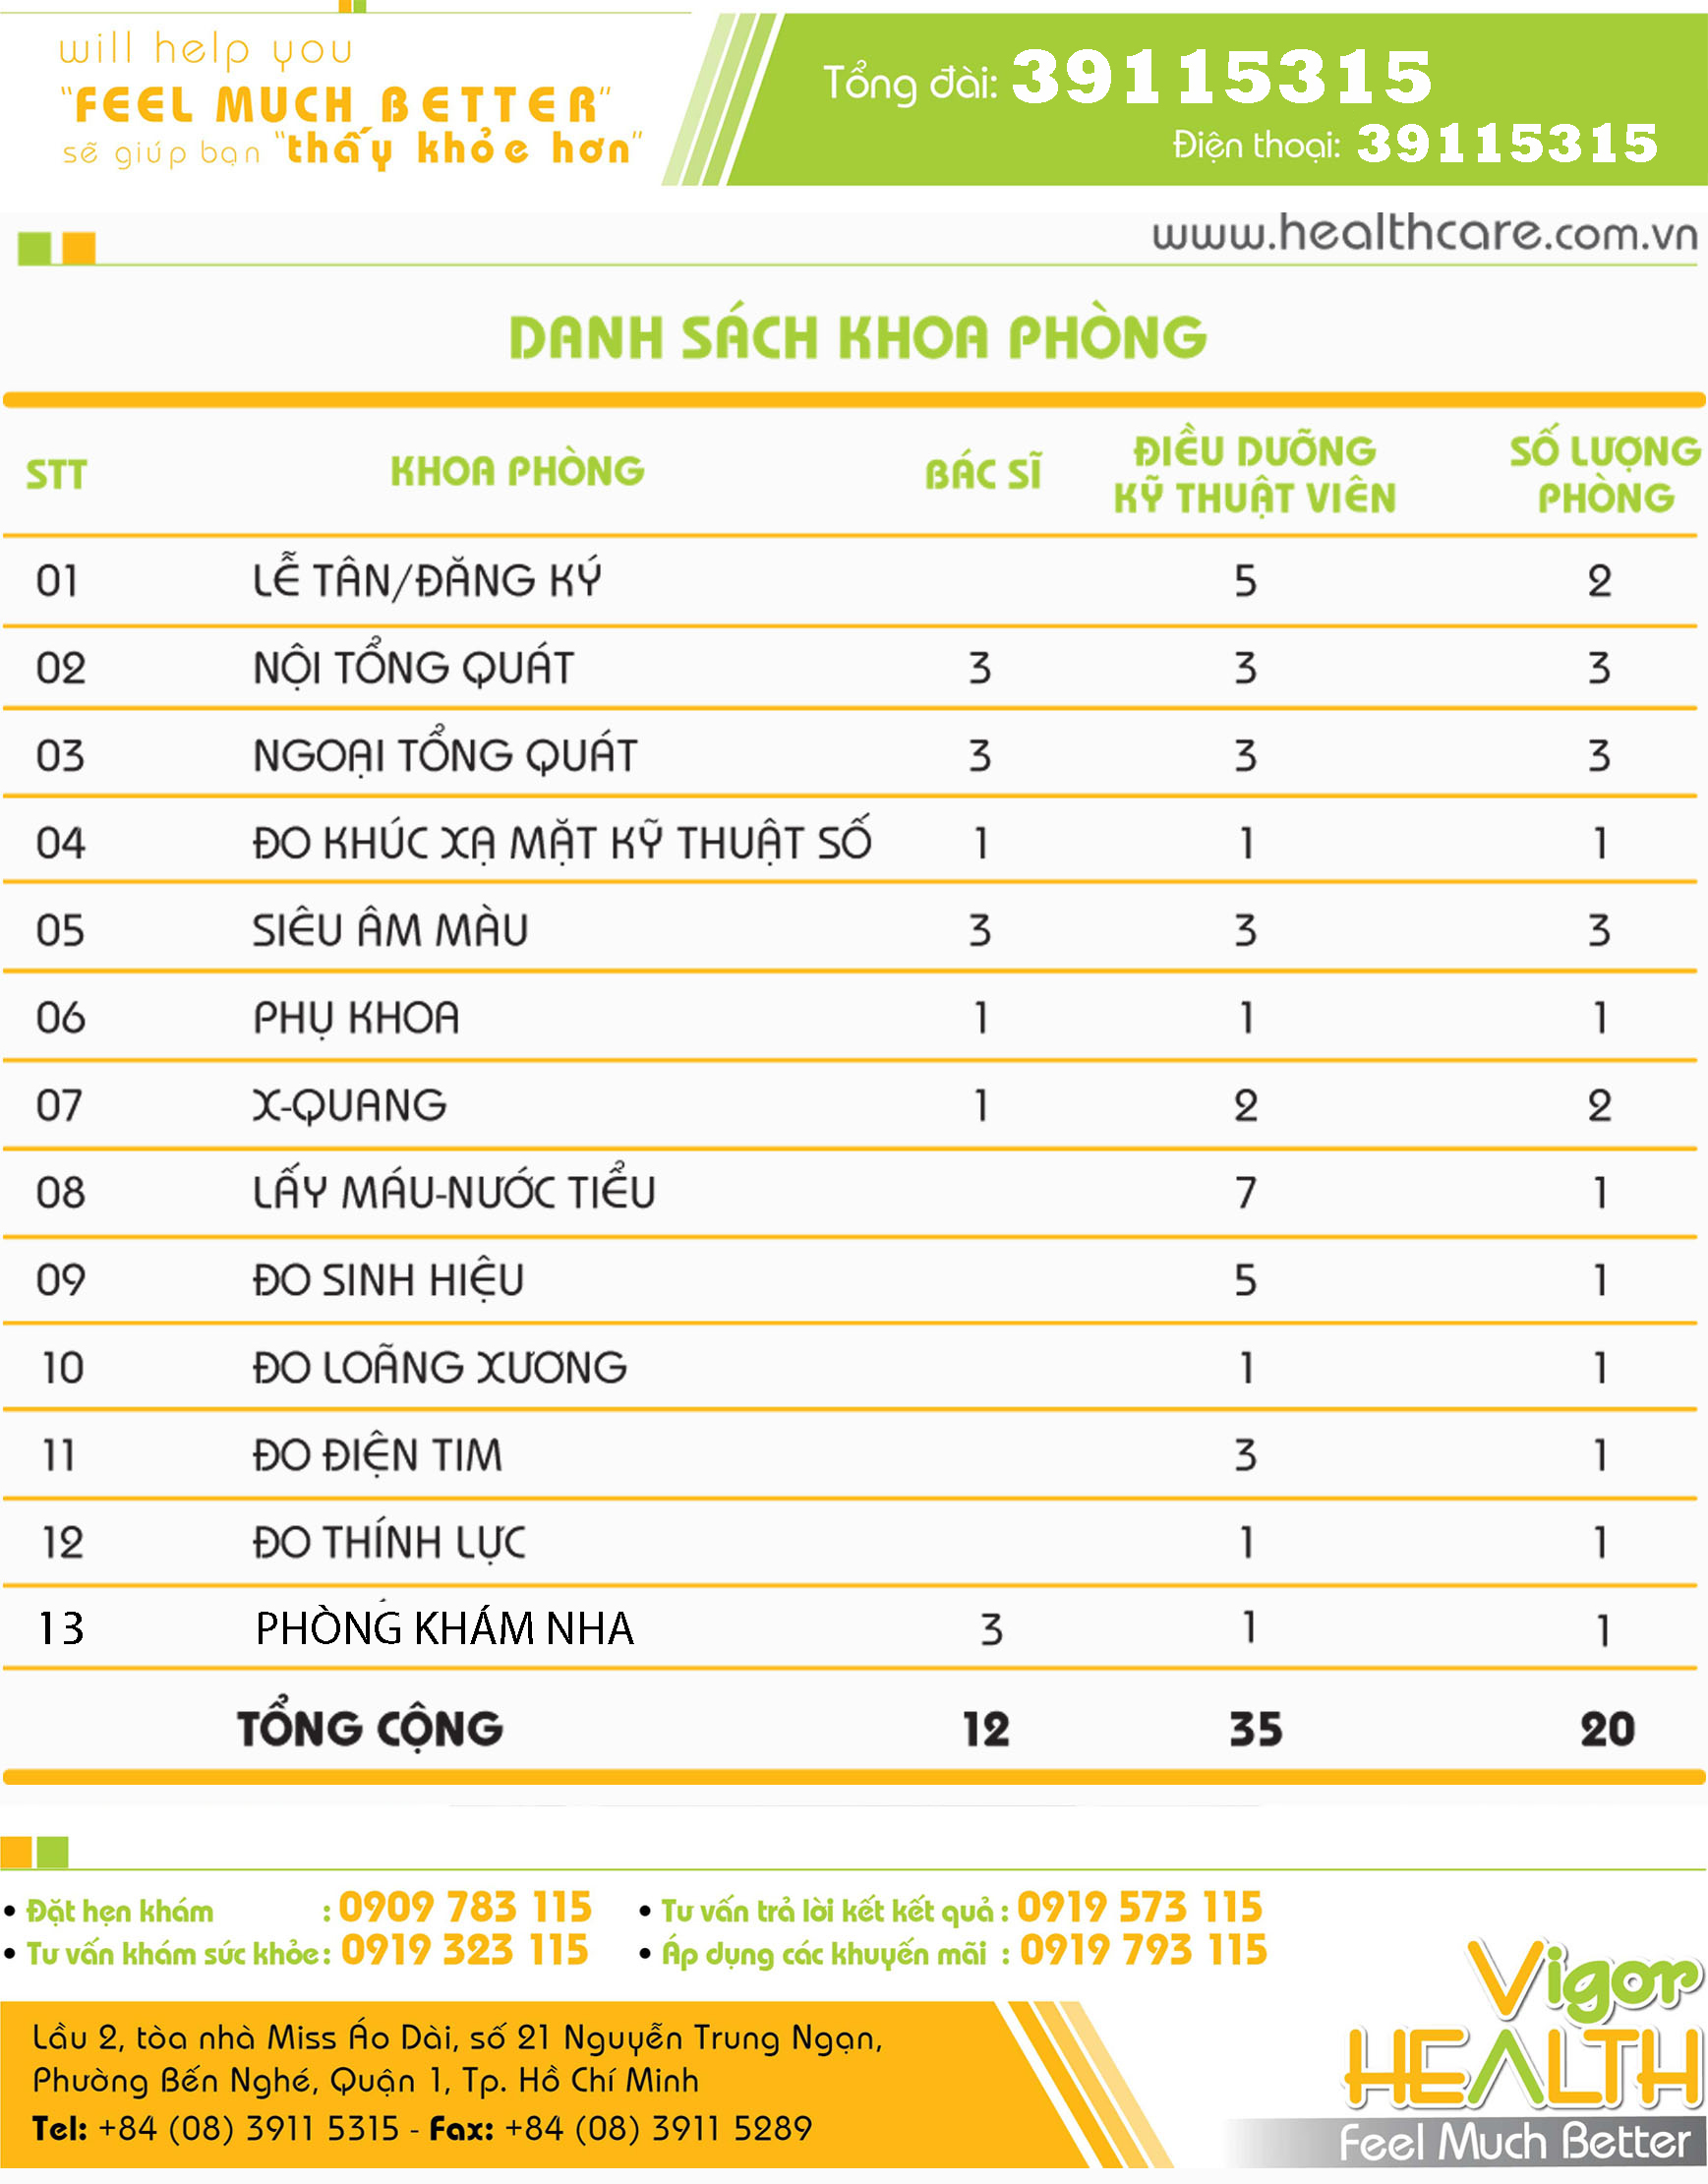 will help you
"FEEL MUCH BETTER"
sẽ giúp bạn "thấy khỏe hơn"
Tổng đài: 39115315
Điện thoại: 39115315
www.healthcare.com.vn
DANH SÁCH KHOA PHÒNG
STT KHOA PHÒNG BÁC SĨ ĐIỀU DƯỠNG KỸ THUẬT VIÊN SỐ LƯỢNG PHÒNG
01 LỄ TÂN/ĐĂNG KÝ 5 2
02 NỘI TỔNG QUÁT 3 3 3
03 NGOẠI TỔNG QUÁT 3 3 3
04 ĐO KHÚC XẠ MẶT KỸ THUẬT SỐ 1 1 1
05 SIÊU ÂM MÀU 3 3 3
06 PHỤ KHOA 1 1 1
07 X-QUANG 1 2 2
08 LẤY MÁU-NƯỚC TIỂU 7 1
09 ĐO SINH HIỆU 5 1
10 ĐO LOÃNG XƯƠNG 1 1
11 ĐO ĐIỆN TIM 3 1
12 ĐO THÍNH LỰC 1 1
13 PHÒNG KHÁM NHA 3 1 1
TỔNG CỘNG 12 35 20
• Đặt hẹn khám : 0909 783 115
• Tư vấn khám sức khỏe: 0919 323 115
• Tư vấn trả lời kết kết quả : 0919 573 115
• Áp dụng các khuyến mãi : 0919 793 115
Lầu 2, tòa nhà Miss Áo Dài, số 21 Nguyễn Trung Ngạn,
Phường Bến Nghé, Quận 1, Tp. Hồ Chí Minh
Tel: +84 (08) 3911 5315 - Fax: +84 (08) 3911 5289
Vigor
HEALTH
Feel Much Better